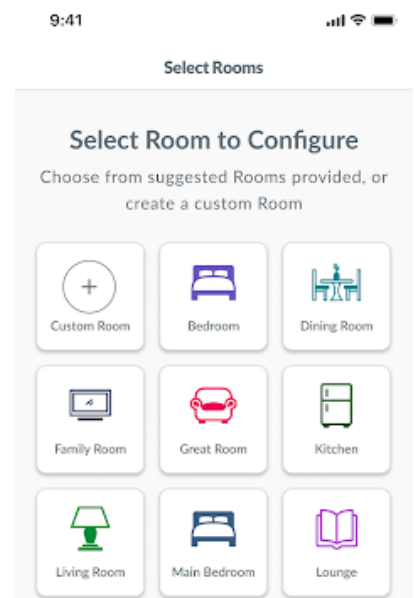 9:41
Select Rooms
Select Room to Configure
Choose from suggested Rooms provided, or
create a custom Room
Custom Room
Bedroom
Dining Room
Family Room
Great Room
Kitchen
Living Room
Main Bedroom
Lounge